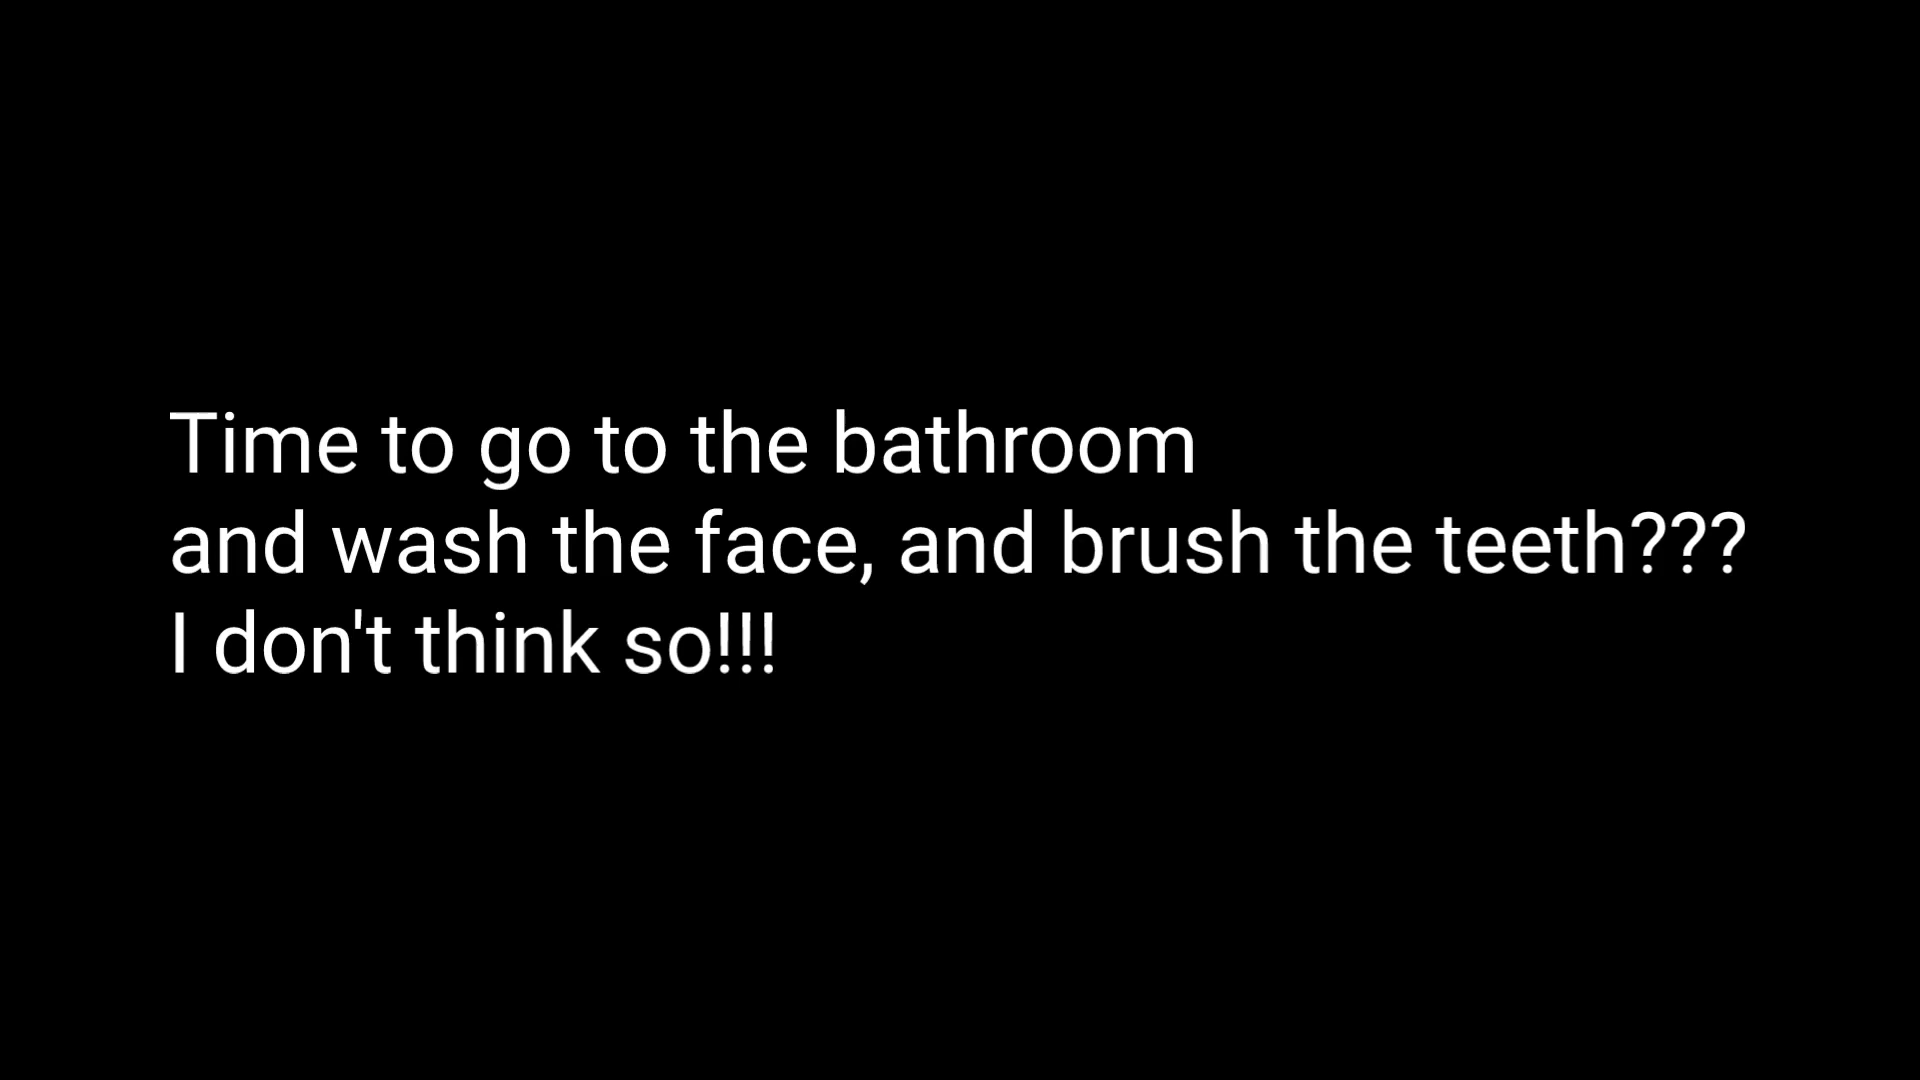 Time to go to the bathroom
and wash the face, and brush the teeth???
I don't think so!!!